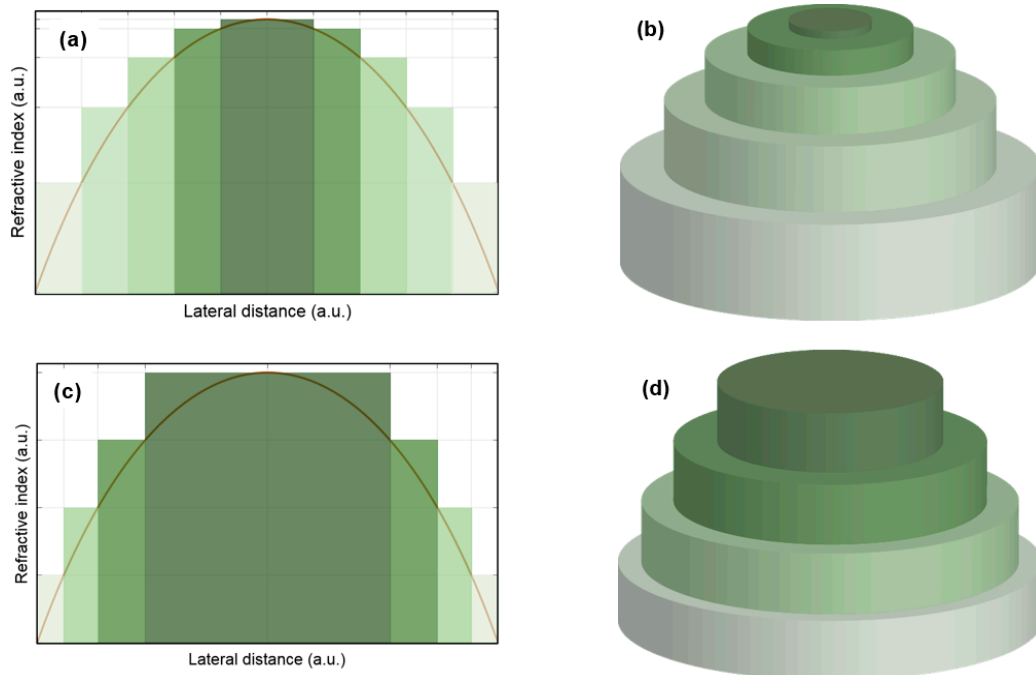 (a)
Refractive index (a.u.)
Lateral distance (a.u.)
(b)
(c)
Refractive index (a.u.)
Lateral distance (a.u.)
(d)